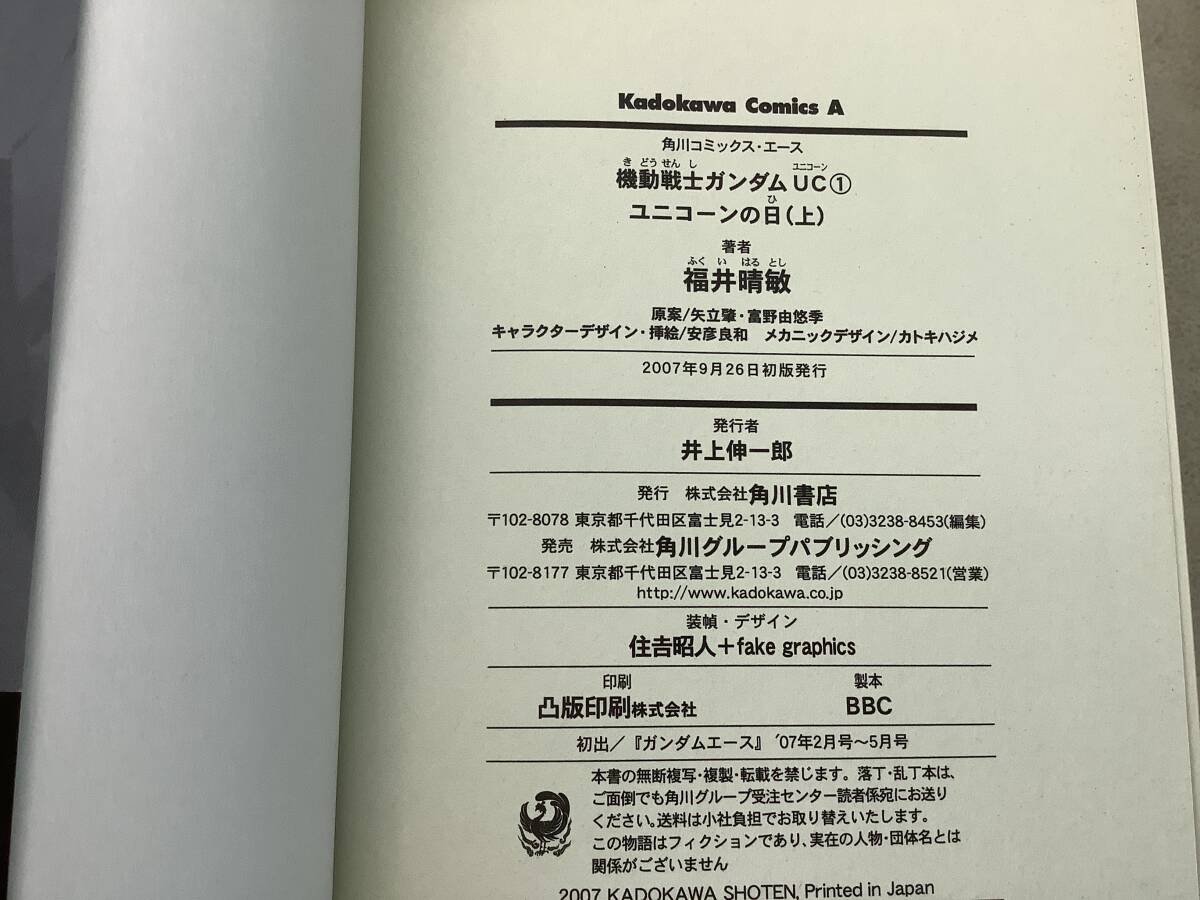 Kadokawa Comics A
角川コミックス・エース
きどうせんし ユニコーン
機動戦士ガンダムUC①
ひ
ユニコーンの日(上)
著者
ふくい はるとし
福井晴敏
原案/矢立肇・富野由悠季
キャラクターデザイン・挿絵/安彦良和 メカニックデザイン/カトキハジメ
2007年9月26日初版発行
発行者
井上伸一郎
発行 株式会社角川書店
〒102-8078 東京都千代田区富士見2-13-3 電話/(03)3238-8453(編集)
発売 株式会社角川グループパブリッシング
〒102-8177 東京都千代田区富士見2-13-3 電話/(03)3238-8521(営業)
http://www.kadokawa.co.jp
装幀・デザイン
住𠮷昭人+fake graphics
印刷 製本
凸版印刷株式会社 BBC
初出/『ガンダムエース』'07年2月号〜5月号
本書の無断複写・複製・転載を禁じます。落丁・乱丁本は、
ご面倒でも角川グループ受注センター読者係宛にお送り
ください。送料は小社負担でお取り替えいたします。
この物語はフィクションであり、実在の人物・団体名とは
関係がございません
2007 KADOKAWA SHOTEN, Printed in Japan